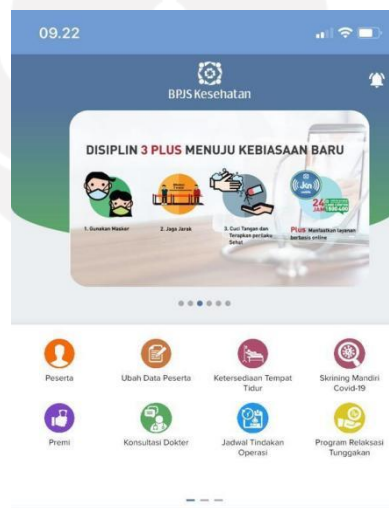 09.22
BPJS Kesehatan
DISIPLIN 3 PLUS MENUJU KEBIASAAN BARU
1. Gunakan Masker
2. Jaga Jarak
3. Cuci Tangan dan
Terapkan perilaku
Sehat
Plus Manfaatkan layanan
berbasis online
24
JAM
Peserta
Ubah Data Peserta
Ketersediaan Tempat
Tidur
Skrining Mandiri
Covid-19
Premi
Konsultasi Dokter
Jadwal Tindakan
Operasi
Program Relaksasi
Tunggakan